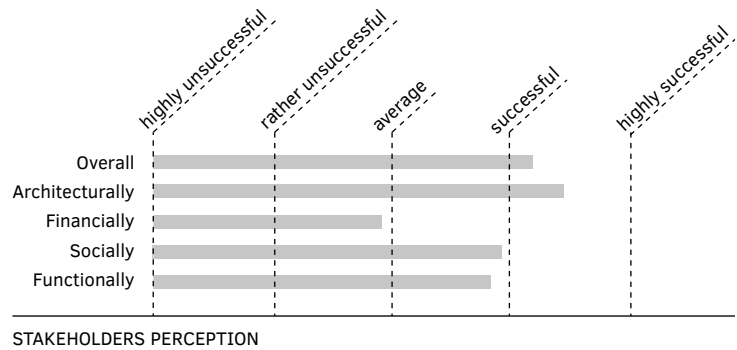 highly unsuccessful
rather unsuccessful
average
successful
highly successful
Overall
Architecturally
Financially
Socially
Functionally
STAKEHOLDERS PERCEPTION